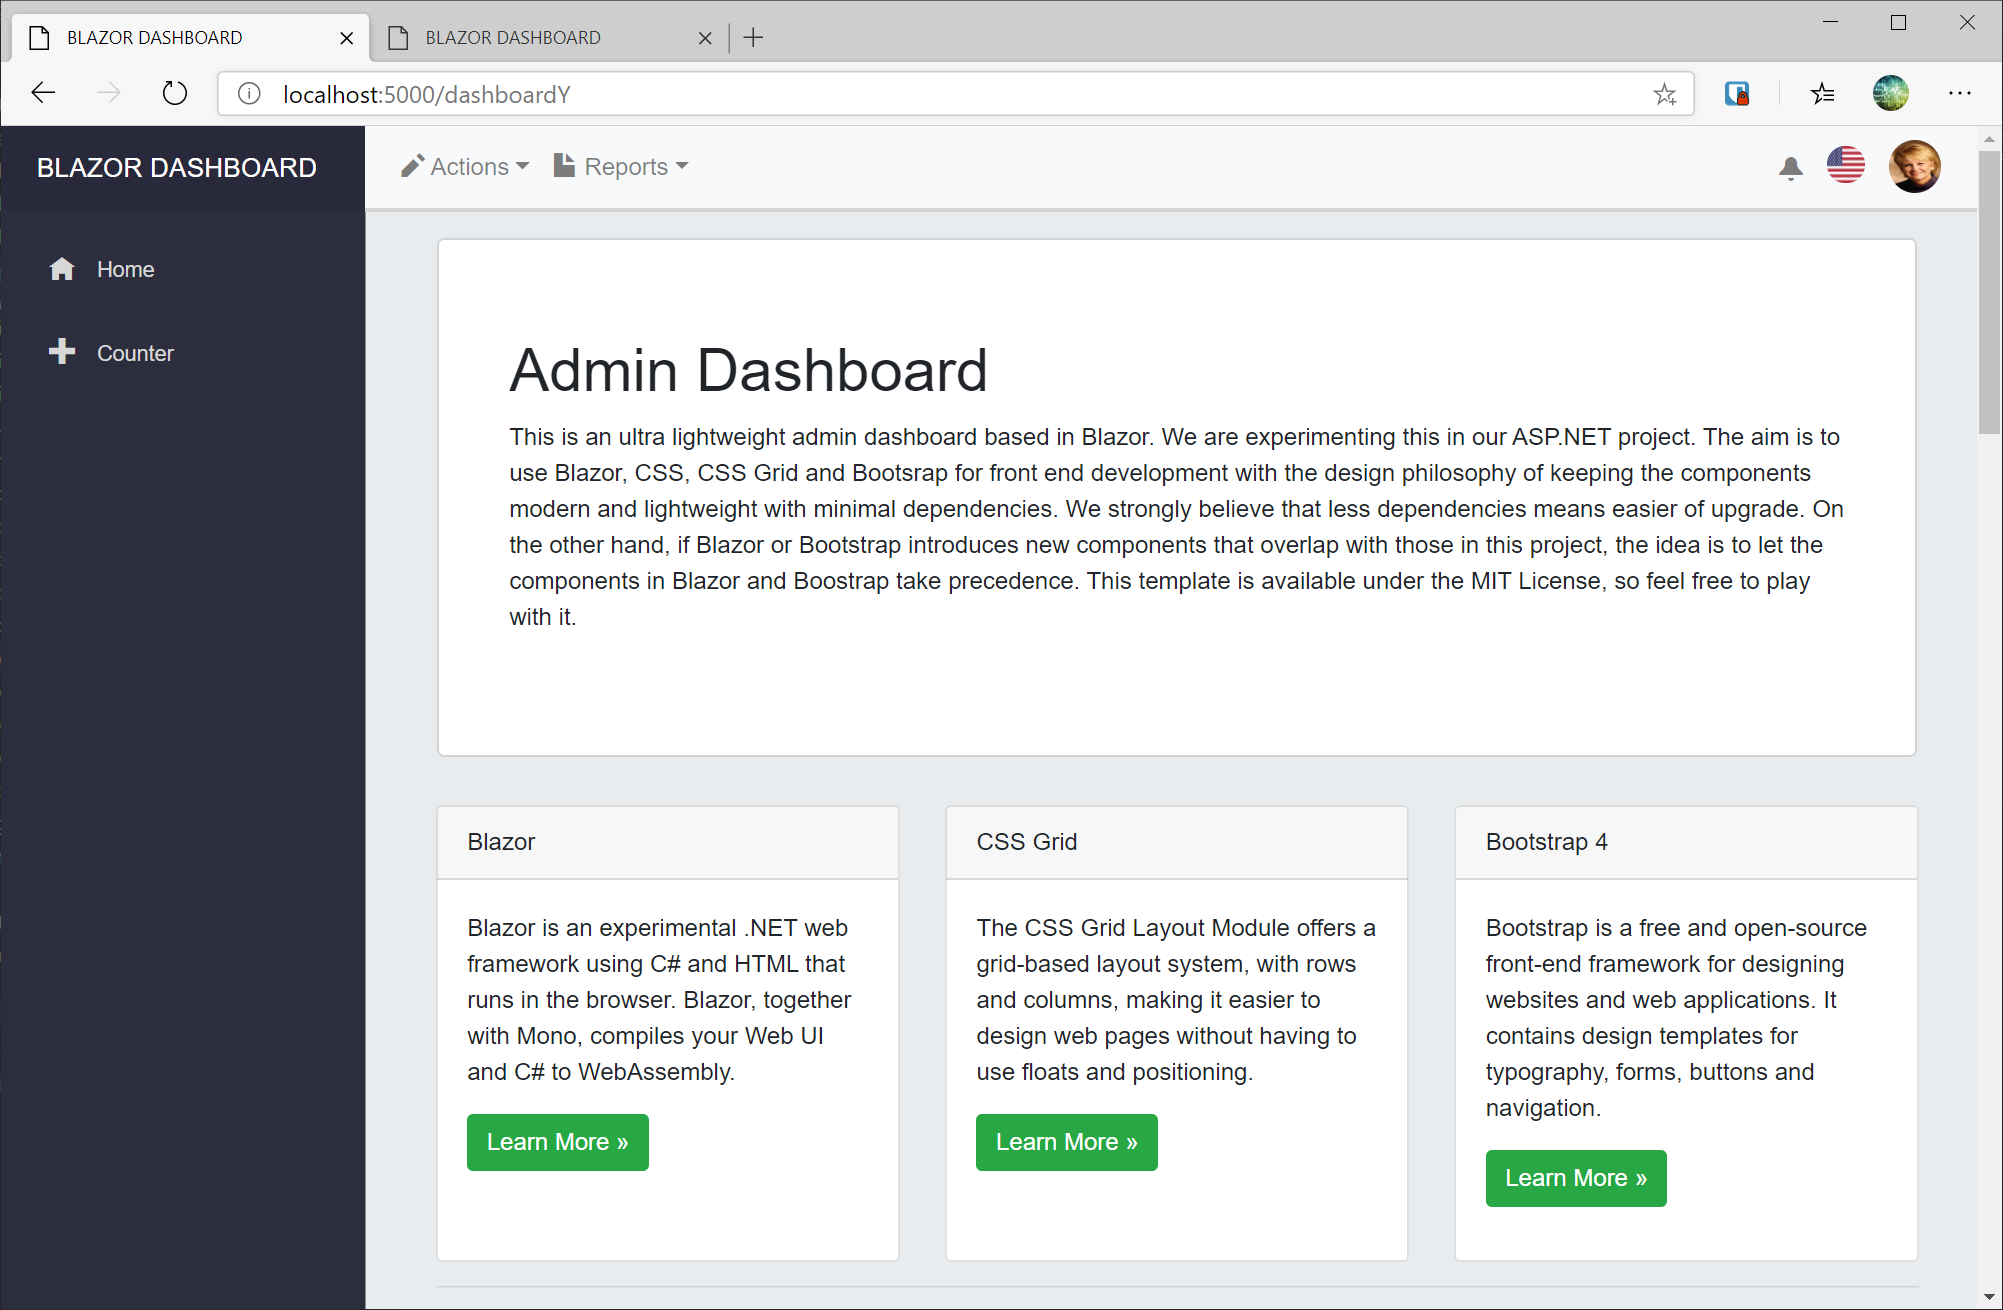 BLAZOR DASHBOARD
BLAZOR DASHBOARD
localhost:5000/dashboardY
BLAZOR DASHBOARD
Actions
Reports
Home
Counter
Admin Dashboard
This is an ultra lightweight admin dashboard based in Blazor. We are experimenting this in our ASP.NET project. The aim is to
use Blazor, CSS, CSS Grid and Bootsrap for front end development with the design philosophy of keeping the components
modern and lightweight with minimal dependencies. We strongly believe that less dependencies means easier of upgrade. On
the other hand, if Blazor or Bootstrap introduces new components that overlap with those in this project, the idea is to let the
components in Blazor and Boostrap take precedence. This template is available under the MIT License, so feel free to play
with it.
Blazor
Blazor is an experimental .NET web
framework using C# and HTML that
runs in the browser. Blazor, together
with Mono, compiles your Web UI
and C# to WebAssembly.
Learn More »
CSS Grid
The CSS Grid Layout Module offers a
grid-based layout system, with rows
and columns, making it easier to
design web pages without having to
use floats and positioning.
Learn More »
Bootstrap 4
Bootstrap is a free and open-source
front-end framework for designing
websites and web applications. It
contains design templates for
typography, forms, buttons and
navigation.
Learn More »